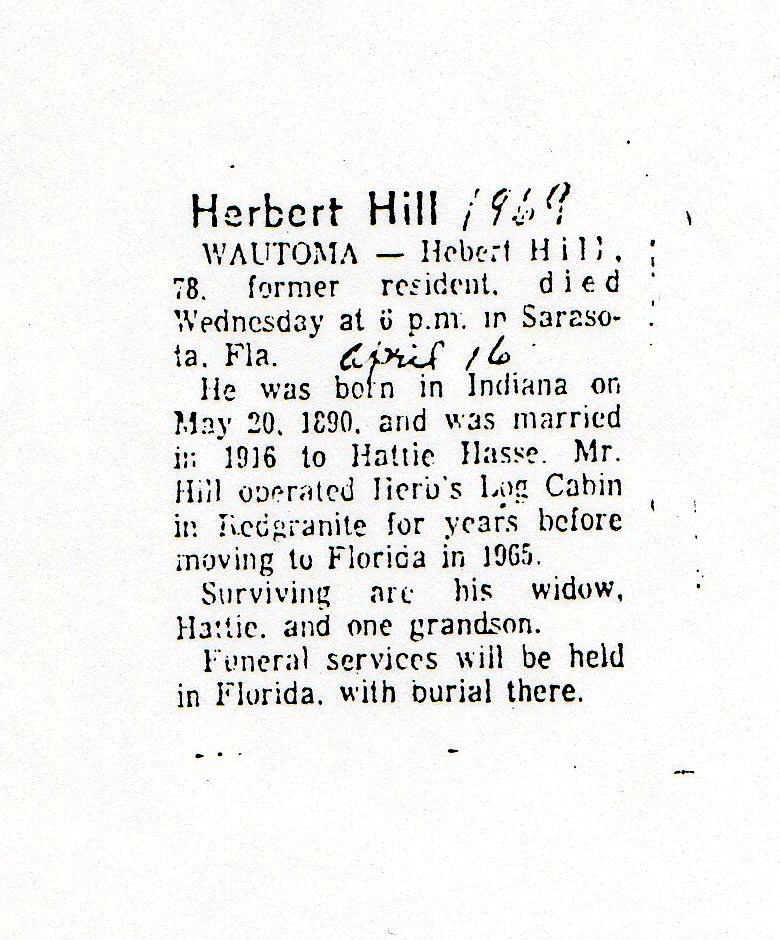 Herbert Hill 1969
WAUTOMA — Hebert Hill,
78, former resident, died
Wednesday at 6 p.m. in Saraso-
ta, Fla. April 16
He was born in Indiana on
May 20, 1890, and was married
in 1916 to Hattie Hasse. Mr.
Hill operated Herb's Log Cabin
in Redgranite for years before
moving to Florida in 1965.
Surviving are his widow,
Hattie, and one grandson.
Funeral services will be held
in Florida, with burial there.